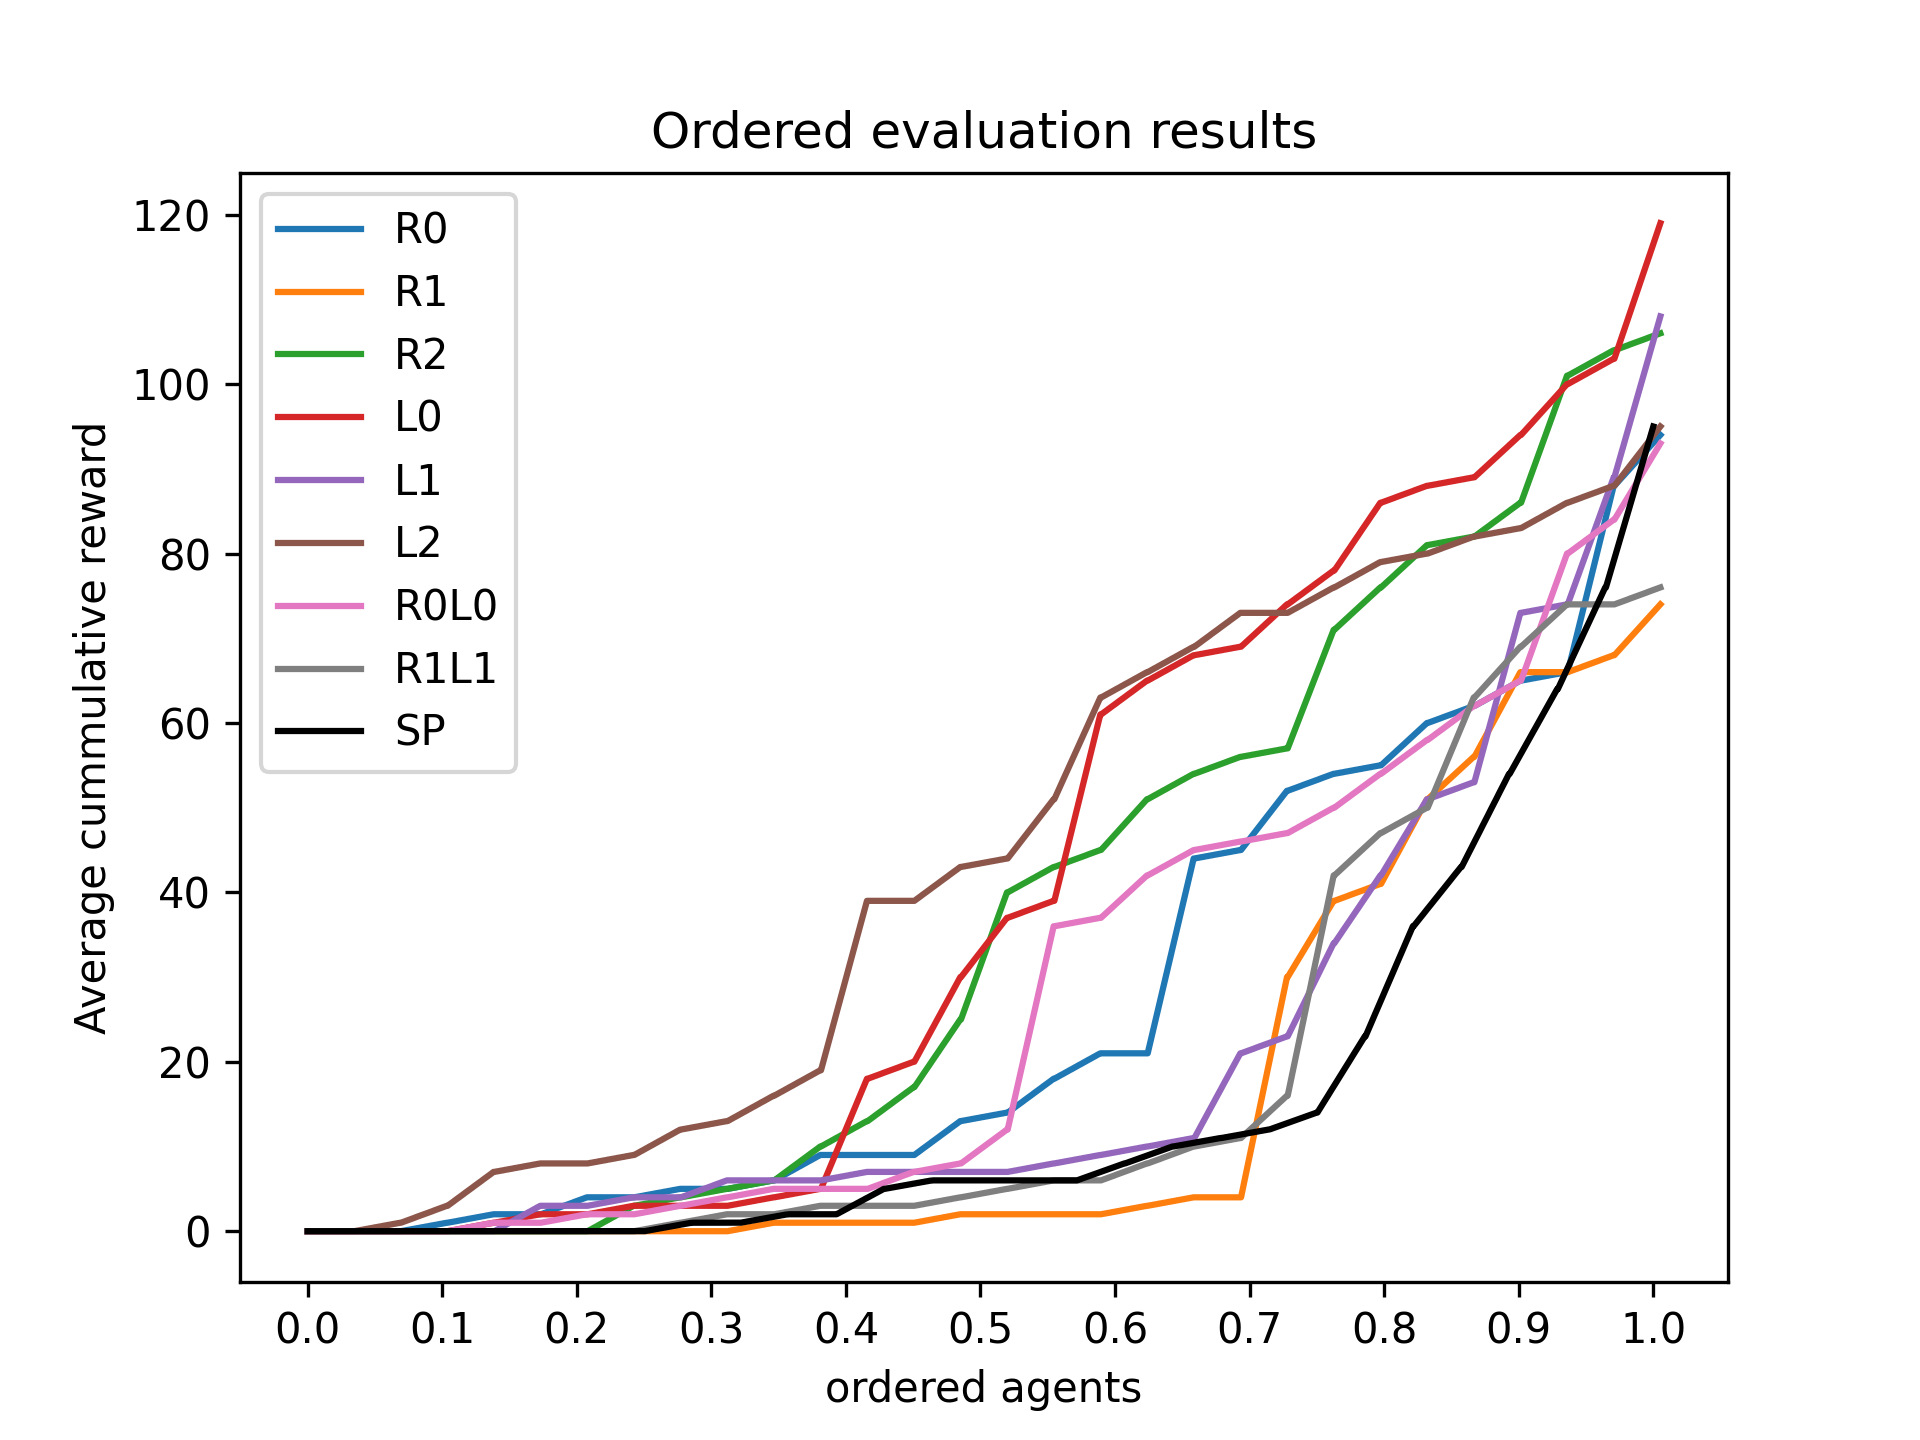 Ordered evaluation results
Average cummulative reward
120
100
80
60
40
20
0
R0
R1
R2
L0
L1
L2
R0L0
R1L1
SP
0.0 0.1 0.2 0.3 0.4 0.5 0.6 0.7 0.8 0.9 1.0
ordered agents